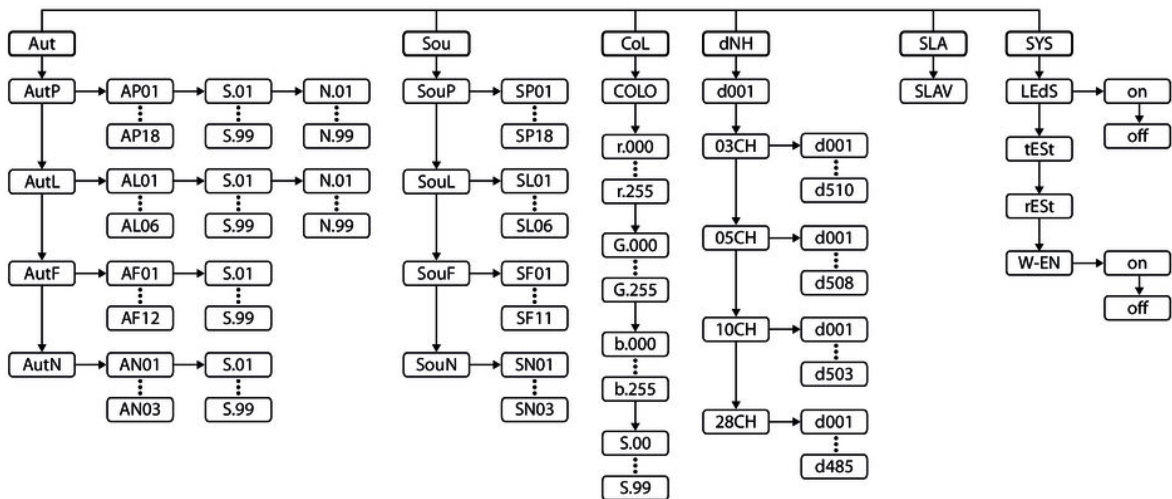 Aut
Sou
CoL
dNH
SLA
SYS
AutP
AP01
S.01
N.01
AP18
S.99
N.99
AutL
AL01
S.01
N.01
AL06
S.99
N.99
AutF
AF01
S.01
AF12
S.99
AutN
AN01
S.01
AN03
S.99
SouP
SP01
SP18
SouL
SL01
SL06
SouF
SF01
SF11
SouN
SN01
SN03
COLO
r.000
r.255
G.000
G.255
b.000
b.255
S.00
S.99
d001
03CH
d001
d510
05CH
d001
d508
10CH
d001
d503
28CH
d001
d485
SLAV
LEdS
on
off
tESt
rESt
W-EN
on
off